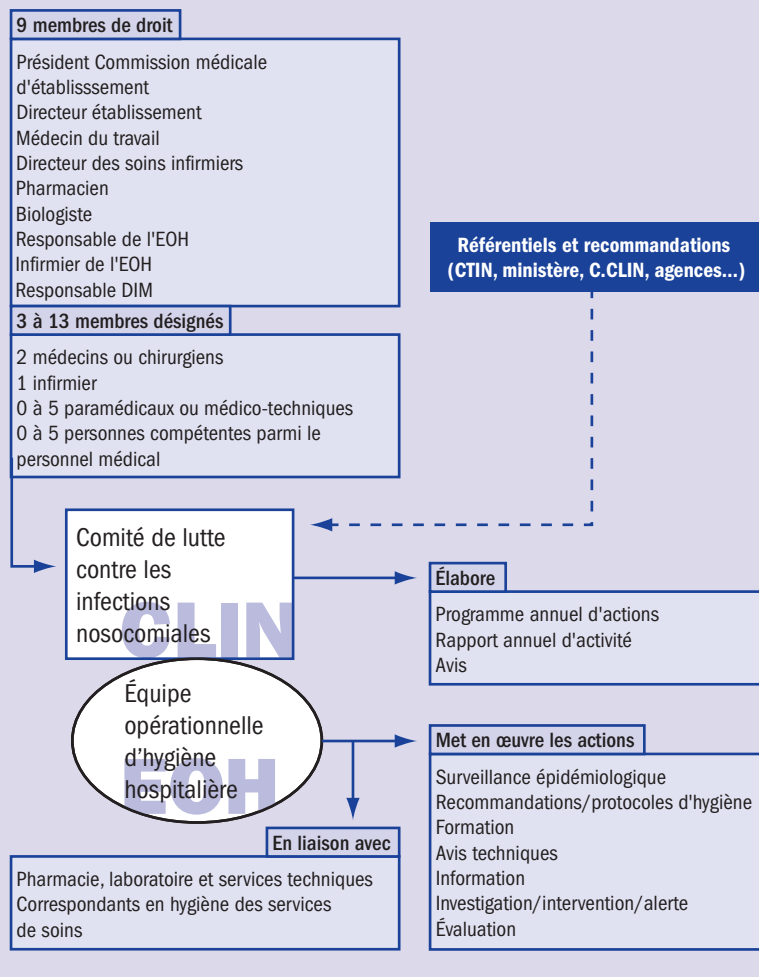 9 membres de droit
Président Commission médicale
d'établisssement
Directeur établissement
Médecin du travail
Directeur des soins infirmiers
Pharmacien
Biologiste
Responsable de l'EOH
Infirmier de l'EOH
Responsable DIM
3 à 13 membres désignés
2 médecins ou chirurgiens
1 infirmier
0 à 5 paramédicaux ou médico-techniques
0 à 5 personnes compétentes parmi le
personnel médical
Référentiels et recommandations
(CTIN, ministère, C.CLIN, agences...)
Comité de lutte
contre les
infections
nosocomiales
CLIN
Élabore
Programme annuel d'actions
Rapport annuel d'activité
Avis
Équipe
opérationnelle
d'hygiène
hospitalière
EOH
Met en œuvre les actions
Surveillance épidémiologique
Recommandations/protocoles d'hygiène
Formation
Avis techniques
Information
Investigation/intervention/alerte
Évaluation
En liaison avec
Pharmacie, laboratoire et services techniques
Correspondants en hygiène des services
de soins